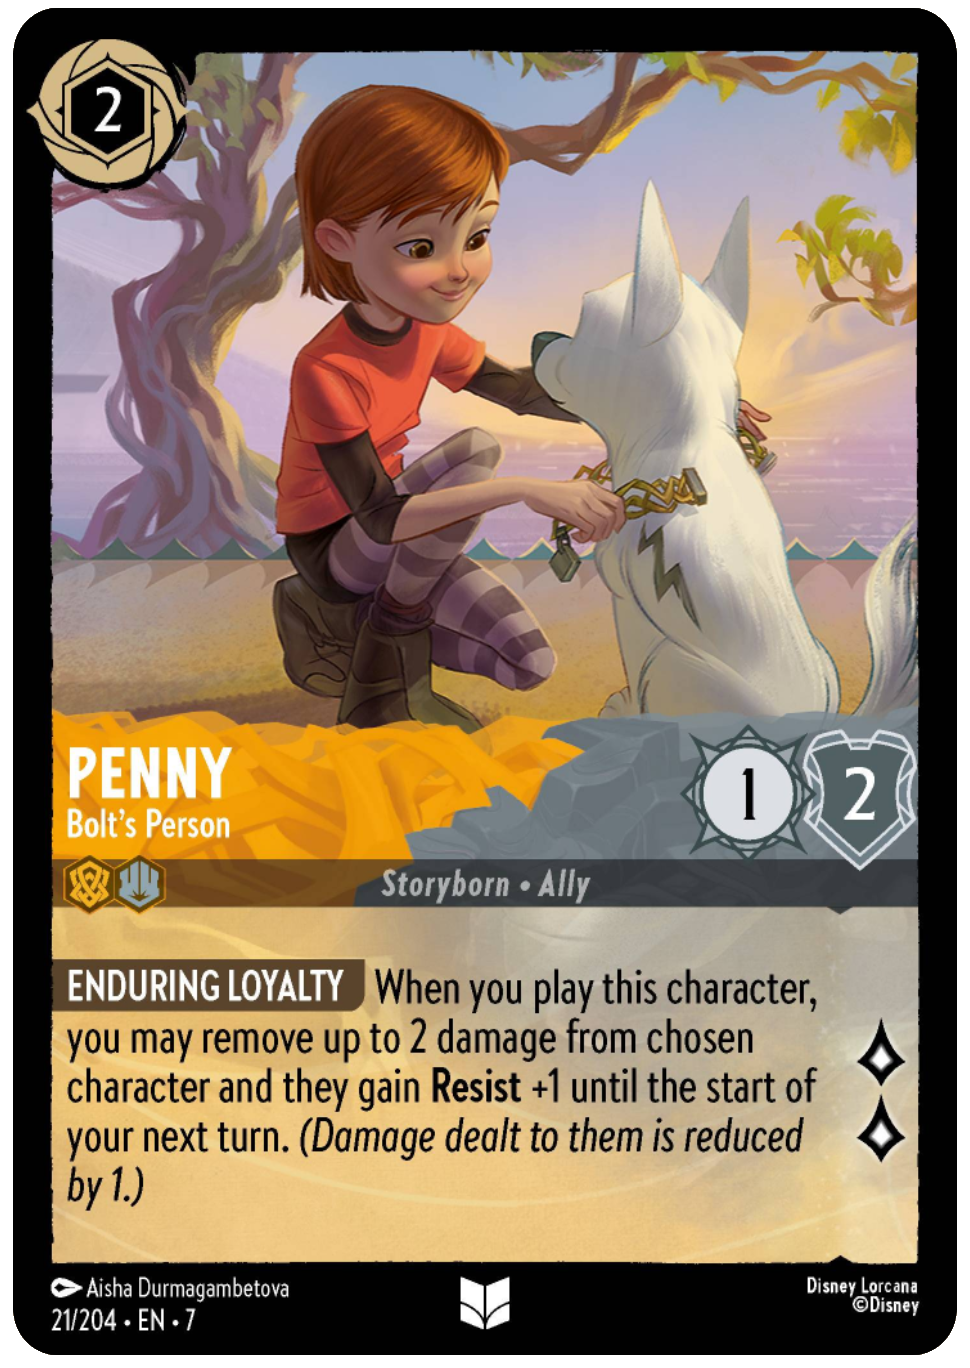 2
PENNY
Bolt's Person
1
2
Storyborn • Ally
ENDURING LOYALTY When you play this character,
you may remove up to 2 damage from chosen
character and they gain Resist +1 until the start of
your next turn. (Damage dealt to them is reduced
by 1.)
Aisha Durmagambetova
21/204 • EN • 7
Disney Lorcana
©Disney